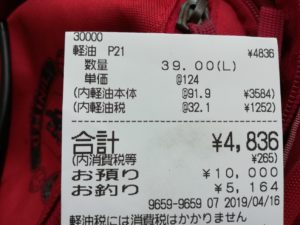 30000
軽油 P21 ¥4836
数量 39.00(L)
単価 @124
(内軽油本体 @91.9 ¥3584)
(内軽油税 @32.1 ¥1252)
合計 ¥4,836
(内消費税等 ¥265)
お預り ¥10,000
お釣り ¥5,164
9659-9659 07 2019/04/16
軽油税には消費税はかかりません